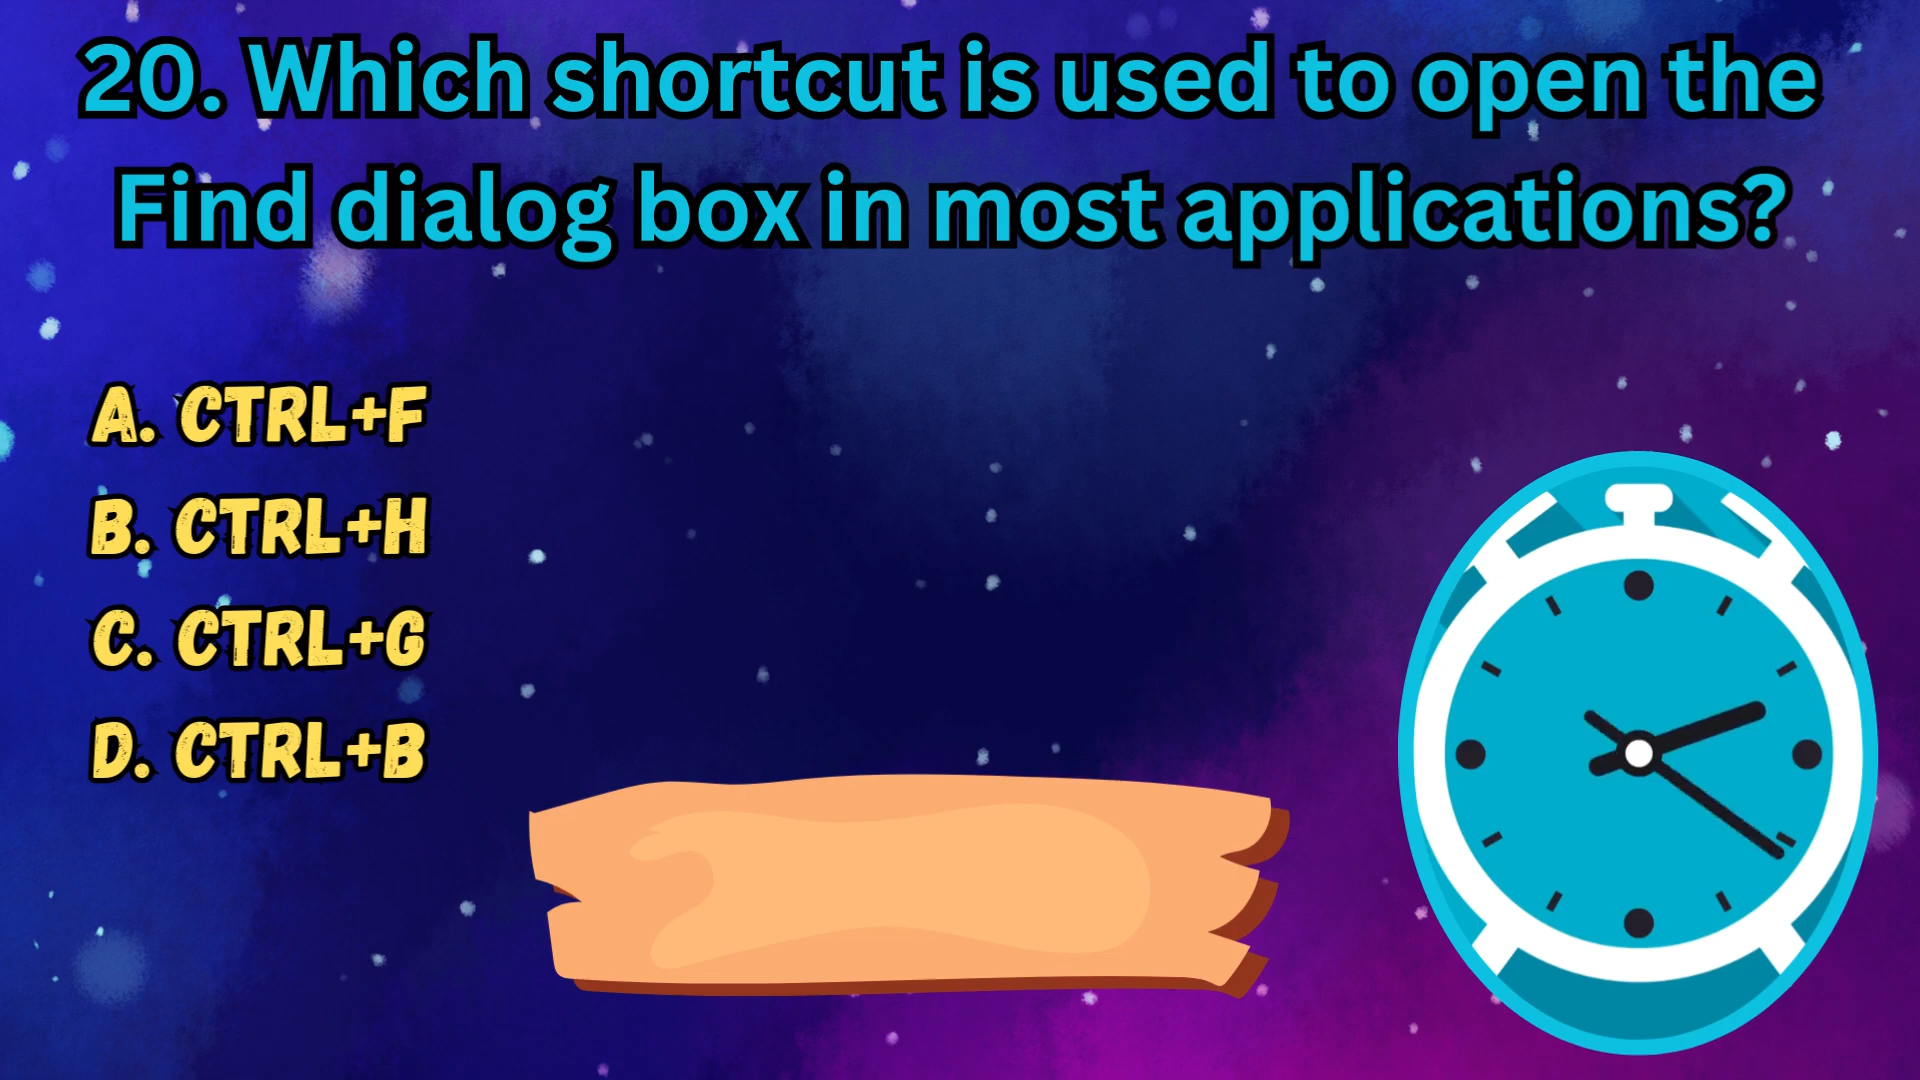 20. Which shortcut is used to open the
Find dialog box in most applications?
A. CTRL+F
B. CTRL+H
C. CTRL+G
D. CTRL+B